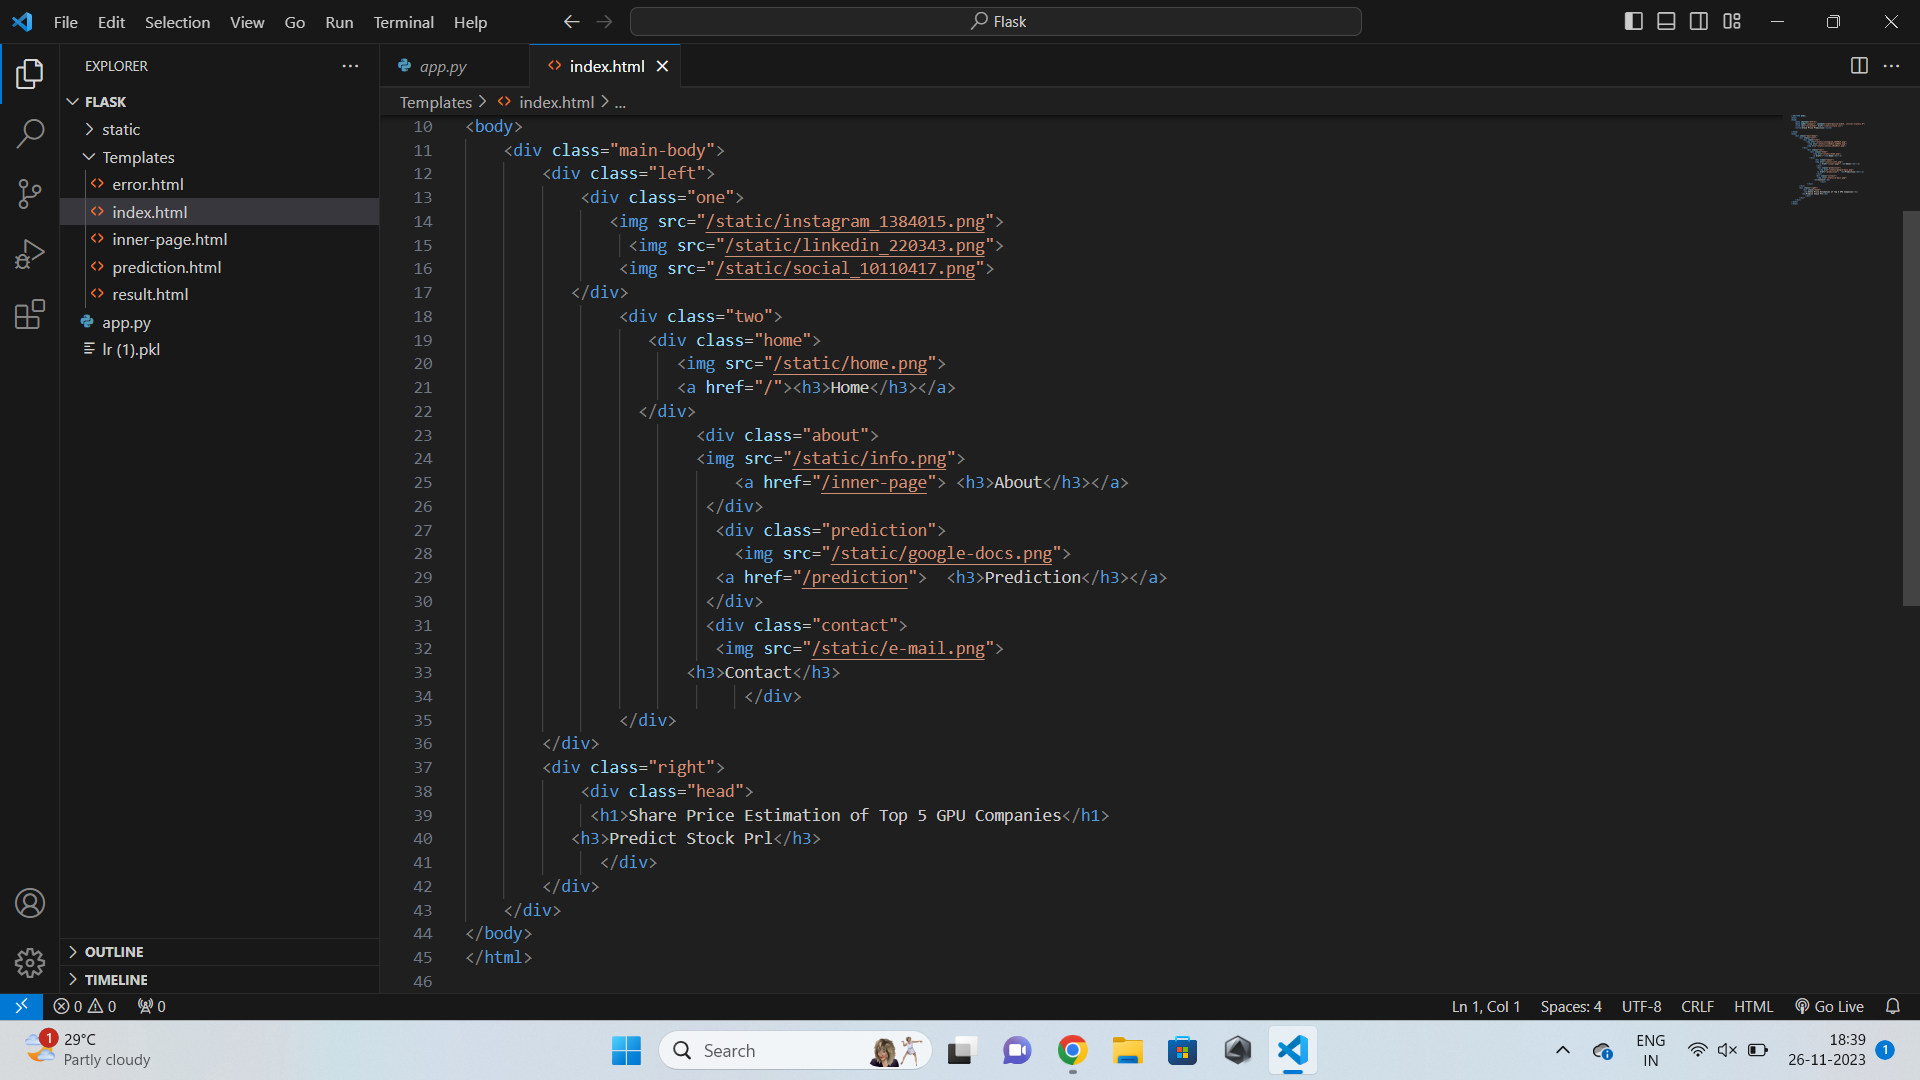 File Edit Selection View Go Run Terminal Help
Flask
EXPLORER
FLASK
static
Templates
error.html
index.html
inner-page.html
prediction.html
result.html
app.py
lr (1).pkl
OUTLINE
TIMELINE
app.py
index.html
Templates > index.html > ...
10 <body>
11 <div class="main-body">
12 <div class="left">
13 <div class="one">
14 <img src="/static/instagram_1384015.png">
15 <img src="/static/linkedin_220343.png">
16 <img src="/static/social_10110417.png">
17 </div>
18 <div class="two">
19 <div class="home">
20 <img src="/static/home.png">
21 <a href="/"><h3>Home</h3></a>
22 </div>
23 <div class="about">
24 <img src="/static/info.png">
25 <a href="/inner-page"> <h3>About</h3></a>
26 </div>
27 <div class="prediction">
28 <img src="/static/google-docs.png">
29 <a href="/prediction">  <h3>Prediction</h3></a>
30 </div>
31 <div class="contact">
32 <img src="/static/e-mail.png">
33 <h3>Contact</h3>
34 </div>
35 </div>
36 </div>
37 <div class="right">
38 <div class="head">
39 <h1>Share Price Estimation of Top 5 GPU Companies</h1>
40 <h3>Predict Stock Prl</h3>
41 </div>
42 </div>
43 </div>
44 </body>
45 </html>
46
0 0 0 Ln 1, Col 1 Spaces: 4 UTF-8 CRLF HTML Go Live
1
29°C
Partly cloudy
Search
ENG
IN
18:39
26-11-2023
1